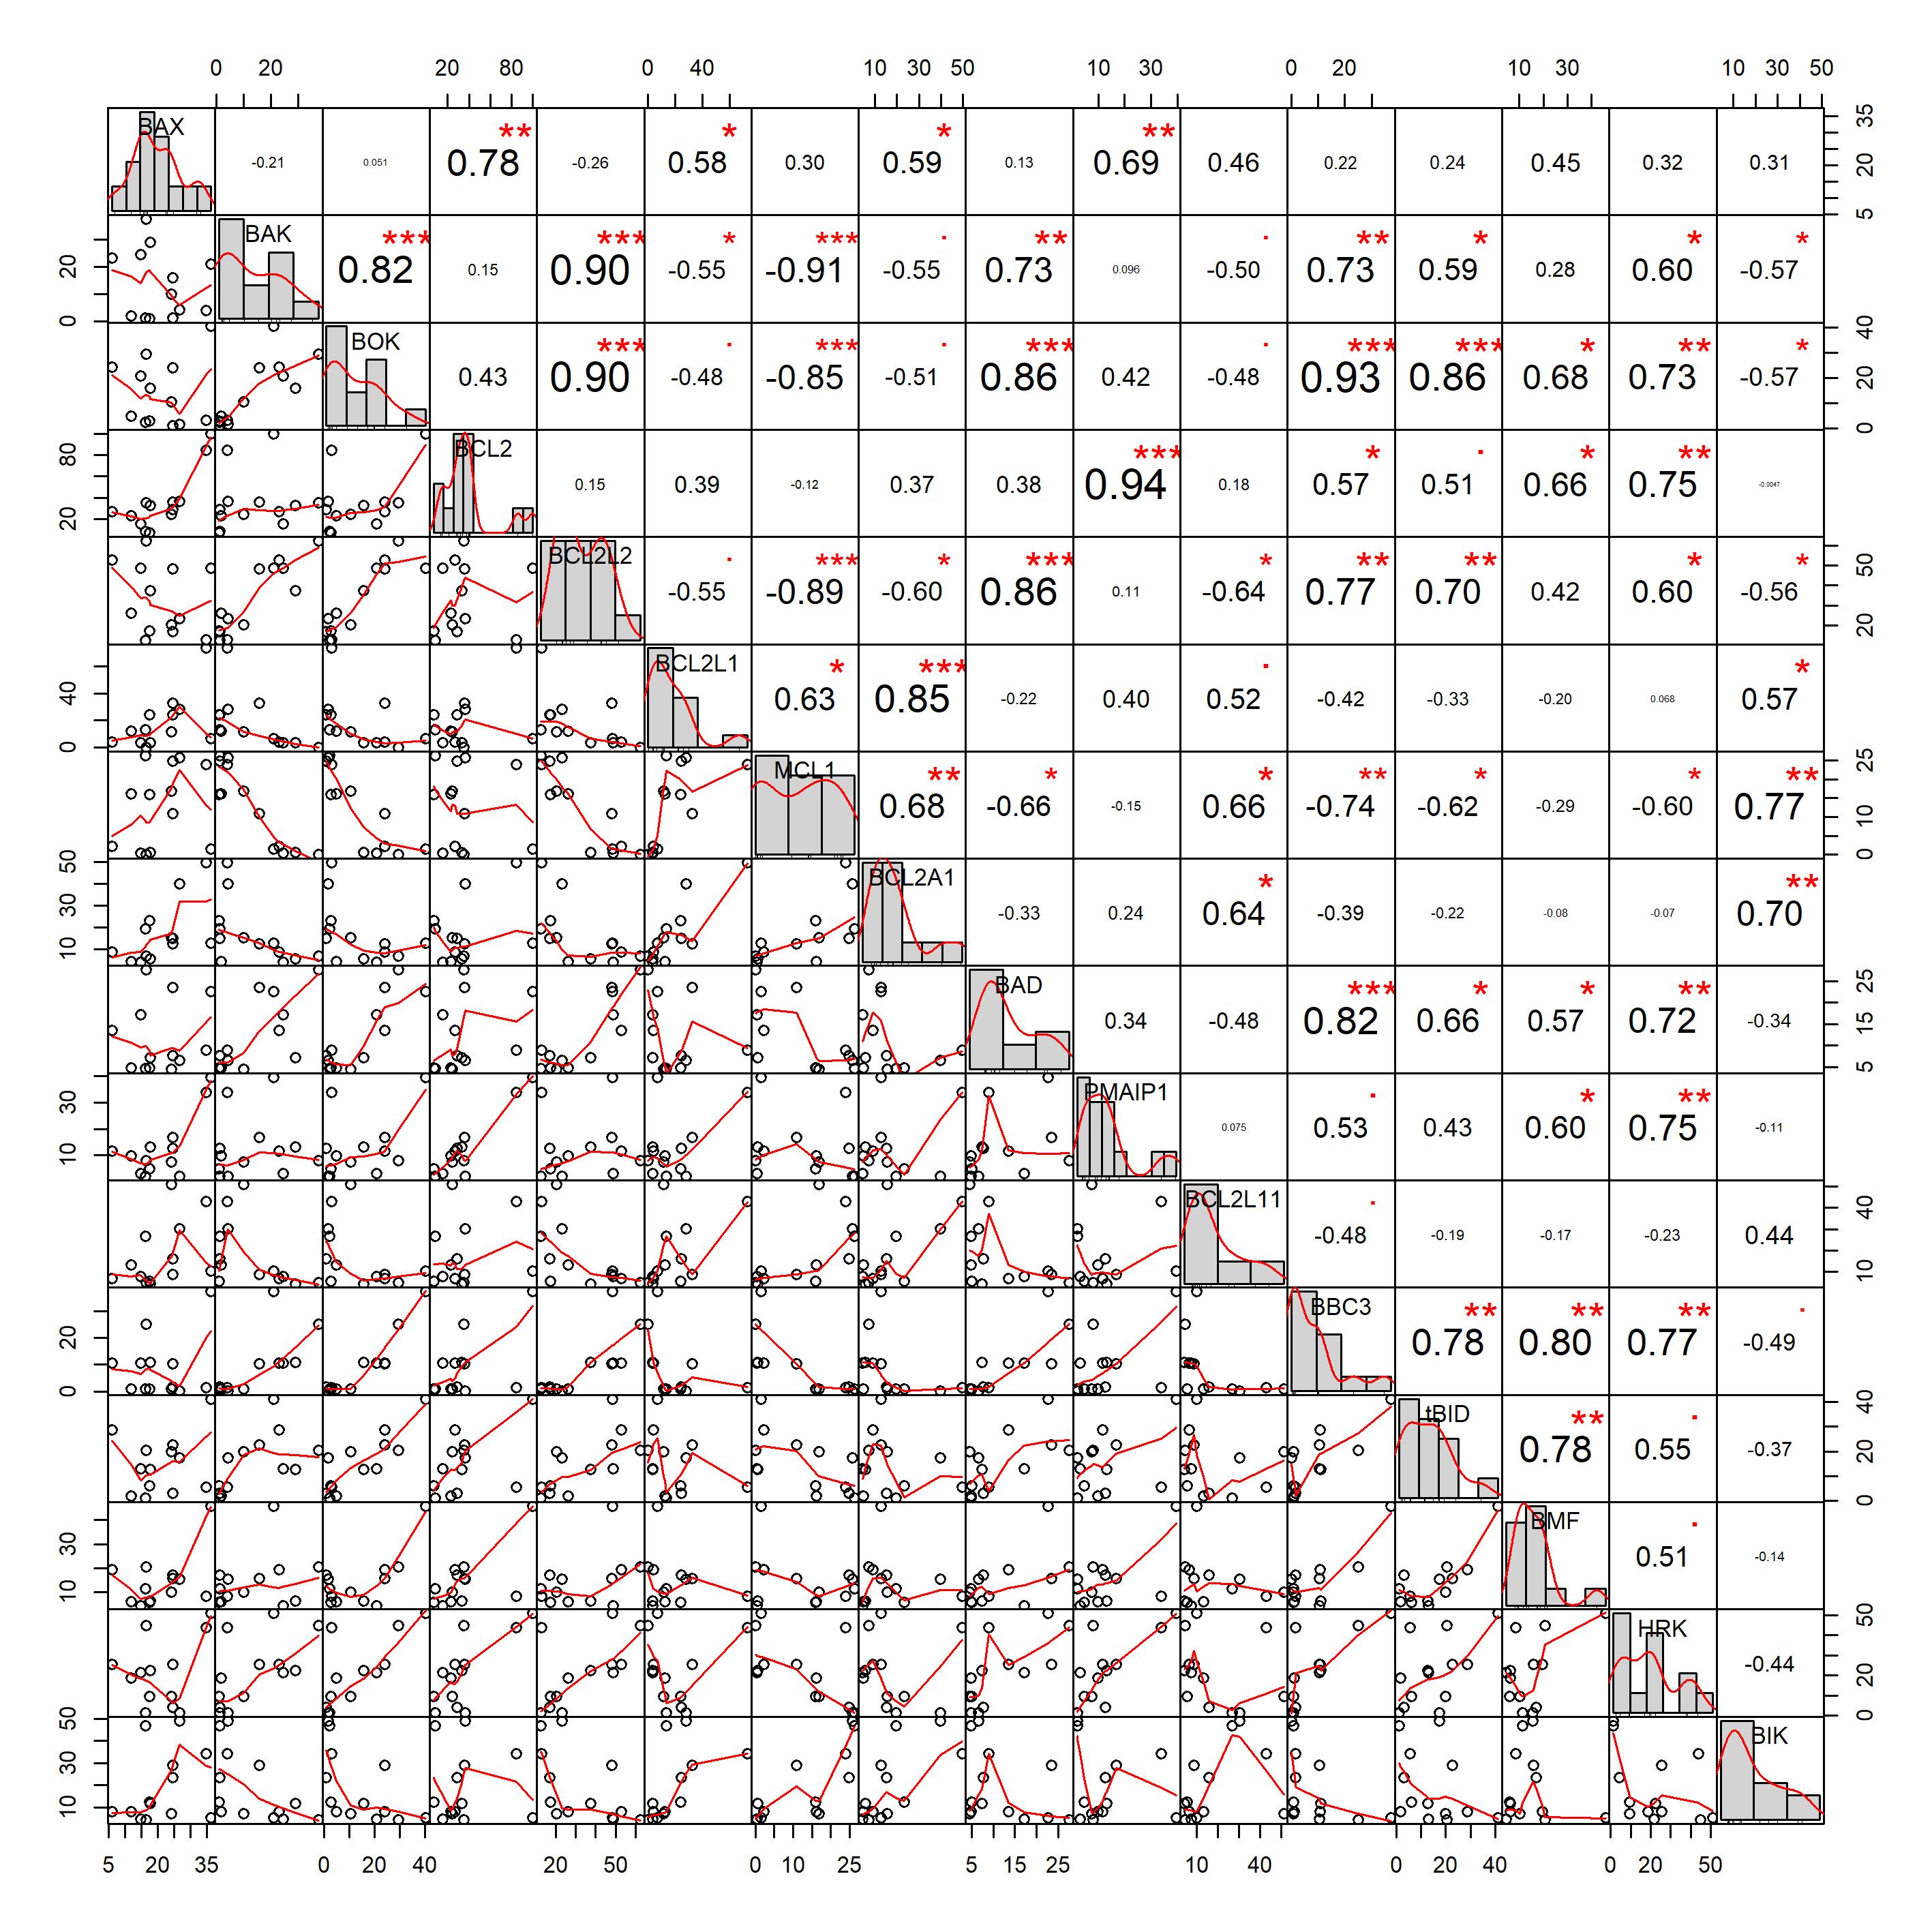 0 20 20 80 0 40 10 30 50 10 30 0 20 10 30 10 30 50
BAX ** * * **
-0.21 0.051 0.78 -0.26 0.58 0.30 0.59 0.13 0.69 0.46 0.22 0.24 0.45 0.32 0.31 5 20 35
20 0 BAK *** *** * *** . ** . ** * * *
0.82 0.15 0.90 -0.55 -0.91 -0.55 0.73 0.096 -0.50 0.73 0.59 0.28 0.60 -0.57
BOK *** . *** . *** . *** *** * ** *
0.43 0.90 -0.48 -0.85 -0.51 0.86 0.42 -0.48 0.93 0.86 0.68 0.73 -0.57 0 20 40
80 20 BCL2 *** * . * **
0.15 0.39 -0.12 0.37 0.38 0.94 0.18 0.57 0.51 0.66 0.75 -0.0047
BCL2L2 . *** * *** * ** ** * *
-0.55 -0.89 -0.60 0.86 0.11 -0.64 0.77 0.70 0.42 0.60 -0.56 20 50
40 0 BCL2L1 * *** . *
0.63 0.85 -0.22 0.40 0.52 -0.42 -0.33 -0.20 0.068 0.57
MCL1 ** * * ** * * **
0.68 -0.66 -0.15 0.66 -0.74 -0.62 -0.29 -0.60 0.77 0 10 25
50 30 10 BCL2A1 * **
-0.33 0.24 0.64 -0.39 -0.22 -0.08 -0.07 0.70
BAD *** * * **
0.34 -0.48 0.82 0.66 0.57 0.72 -0.34 5 15 25
30 10 PMAIP1 . * **
0.075 0.53 0.43 0.60 0.75 -0.11
BCL2L11 .
-0.48 -0.19 -0.17 -0.23 0.44 10 40
20 0 BBC3 ** ** ** .
0.78 0.80 0.77 -0.49
tBID ** .
0.78 0.55 -0.37 0 20 40
30 10 BMF .
0.51 -0.14
HRK
-0.44 0 20 50
50 30 10 BIK
5 20 35 0 20 40 20 50 0 10 25 5 15 25 10 40 0 20 40 0 20 50